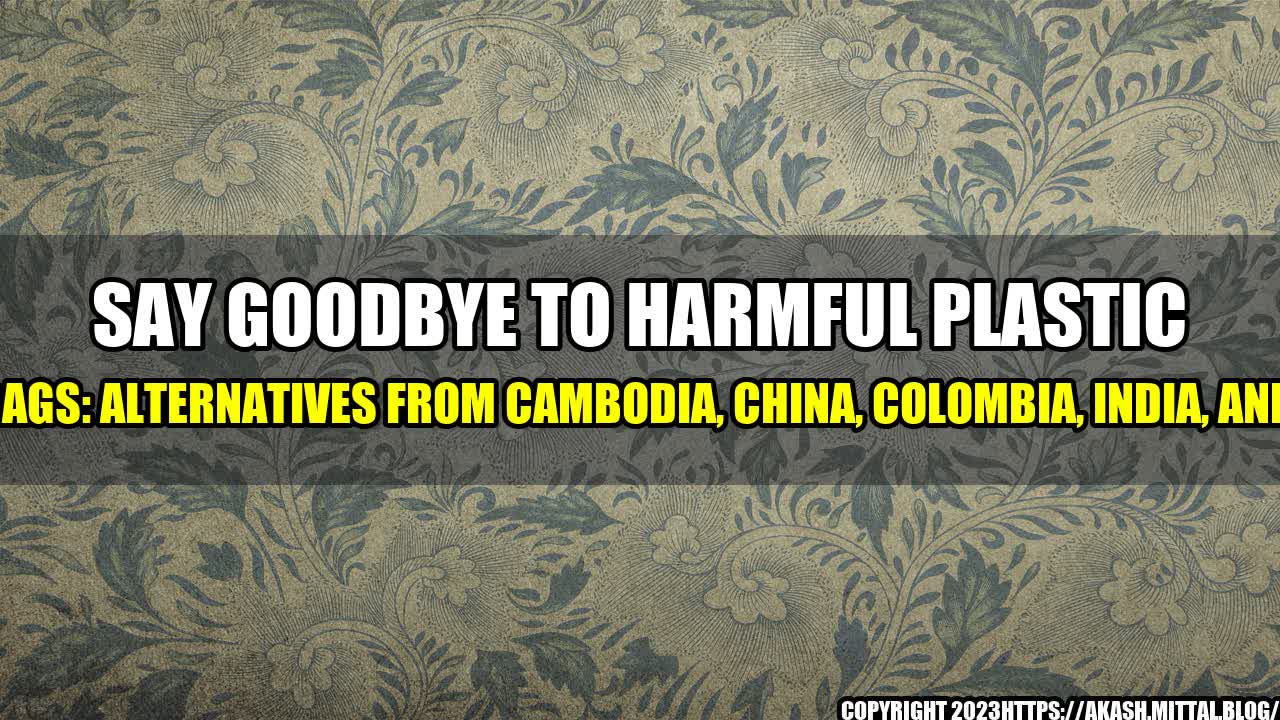 SAY GOODBYE TO HARMFUL PLASTIC
AGS: ALTERNATIVES FROM CAMBODIA, CHINA, COLOMBIA, INDIA, AN
COPYRIGHT 2023HTTPS://AKASH.MITTAL.BLOG/